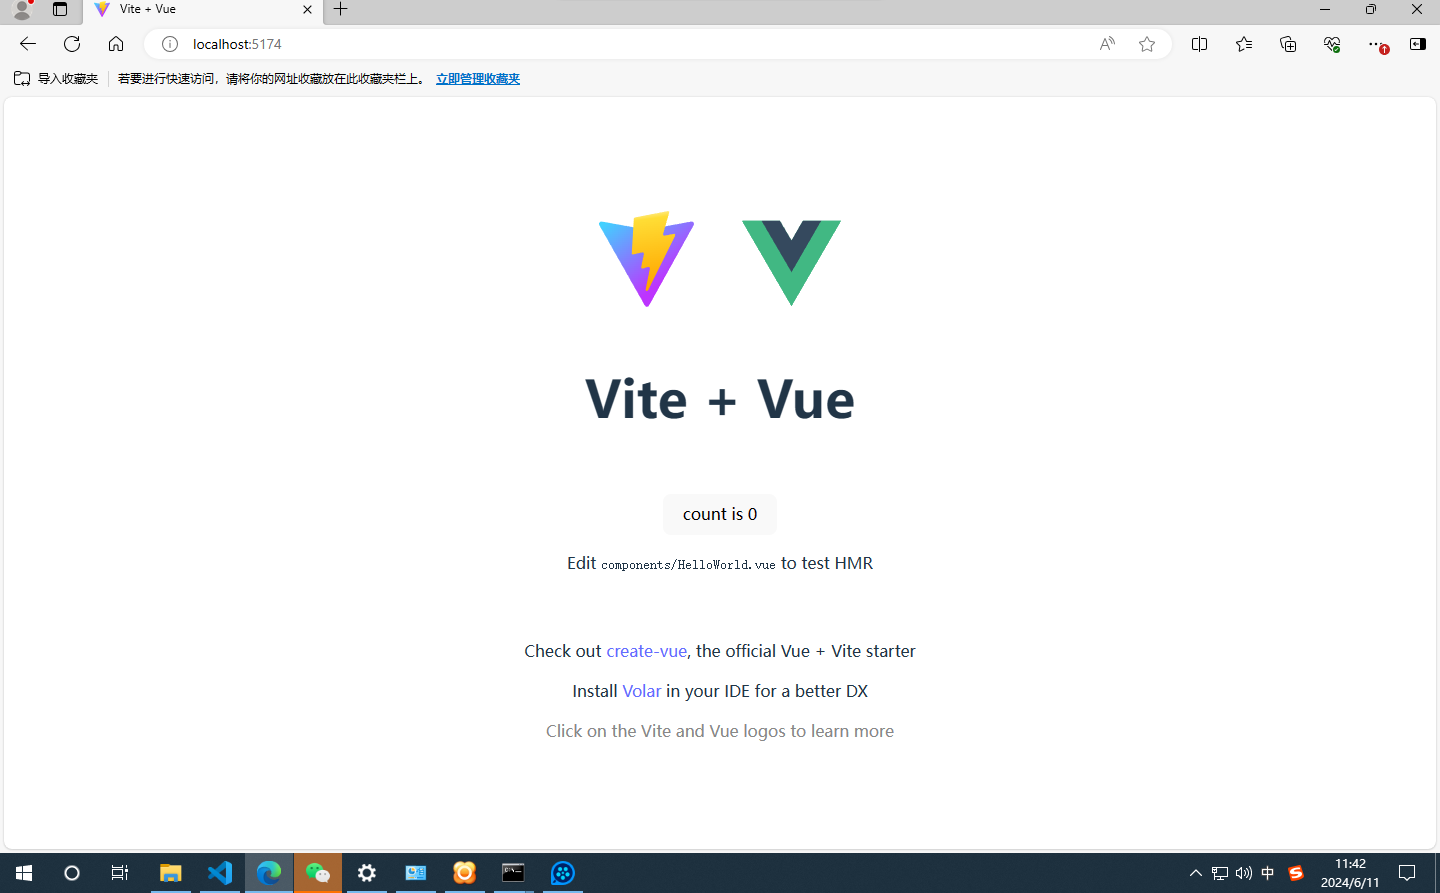 Vite + Vue
localhost:5174
导入收藏夹
若要进行快速访问，请将你的网址收藏放在此收藏夹栏上。 立即管理收藏夹
Vite + Vue
count is 0
Edit components/HelloWorld.vue to test HMR
Check out create-vue, the official Vue + Vite starter
Install Volar in your IDE for a better DX
Click on the Vite and Vue logos to learn more
中
11:42
2024/6/11